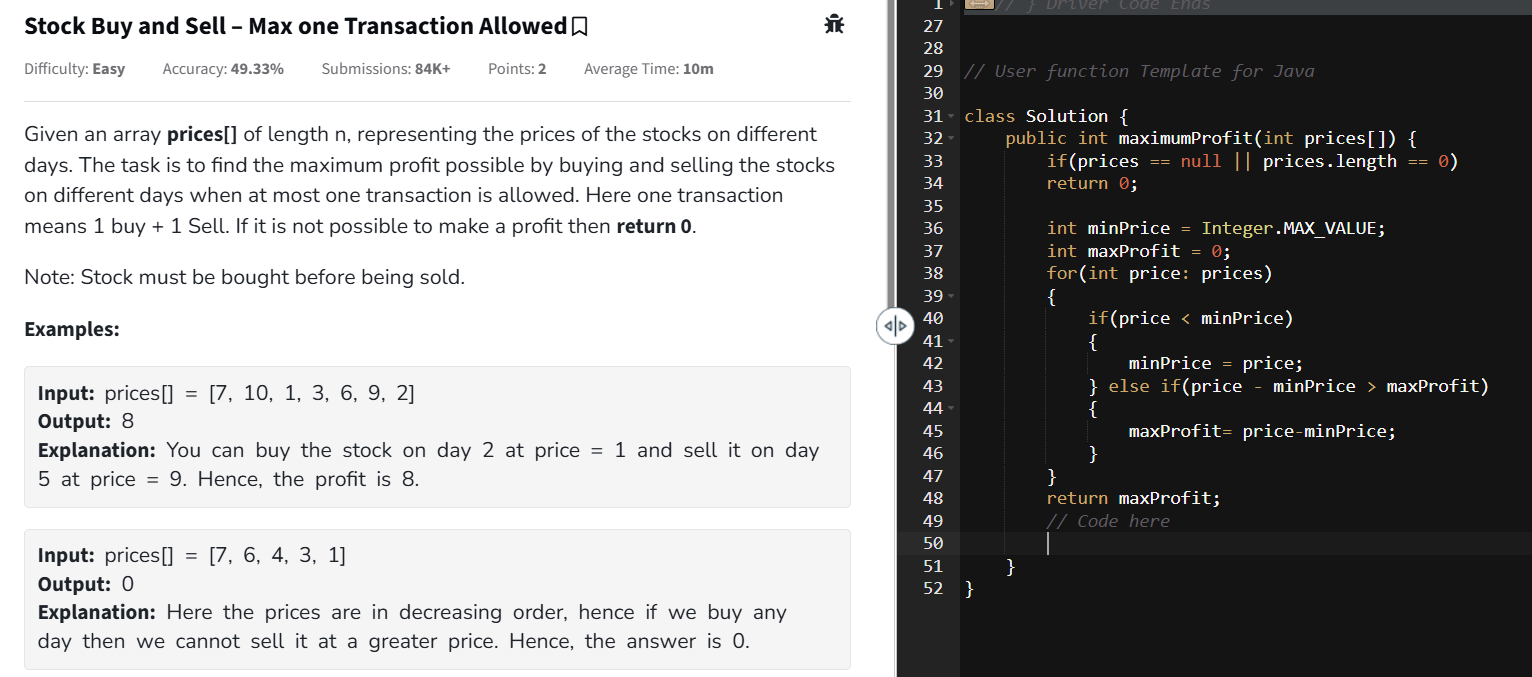 Stock Buy and Sell – Max one Transaction Allowed
Difficulty: Easy Accuracy: 49.33% Submissions: 84K+ Points: 2 Average Time: 10m
Given an array prices[] of length n, representing the prices of the stocks on different
days. The task is to find the maximum profit possible by buying and selling the stocks
on different days when at most one transaction is allowed. Here one transaction
means 1 buy + 1 Sell. If it is not possible to make a profit then return 0.
Note: Stock must be bought before being sold.
Examples:
Input: prices[] = [7, 10, 1, 3, 6, 9, 2]
Output: 8
Explanation: You can buy the stock on day 2 at price = 1 and sell it on day
5 at price = 9. Hence, the profit is 8.
Input: prices[] = [7, 6, 4, 3, 1]
Output: 0
Explanation: Here the prices are in decreasing order, hence if we buy any
day then we cannot sell it at a greater price. Hence, the answer is 0.
1 // } Driver Code Ends
27
28
29 // User function Template for Java
30
31 class Solution {
32 public int maximumProfit(int prices[]) {
33 if(prices == null || prices.length == 0)
34 return 0;
35
36 int minPrice = Integer.MAX_VALUE;
37 int maxProfit = 0;
38 for(int price: prices)
39 {
40 if(price < minPrice)
41 {
42 minPrice = price;
43 } else if(price - minPrice > maxProfit)
44 {
45 maxProfit= price-minPrice;
46 }
47 }
48 return maxProfit;
49 // Code here
50
51 }
52 }